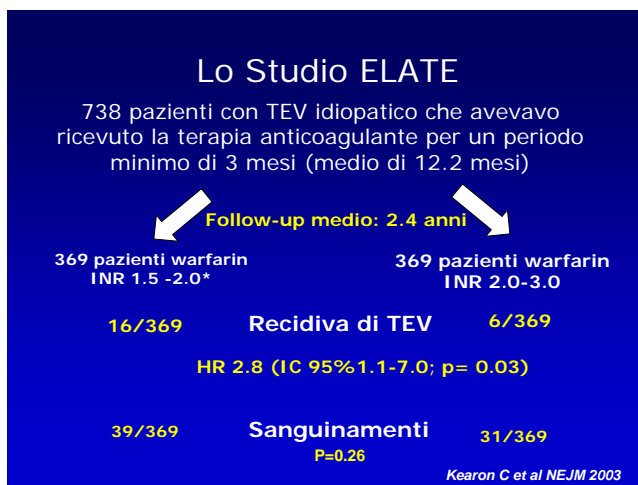 Lo Studio ELATE
738 pazienti con TEV idiopatico che avevavo
ricevuto la terapia anticoagulante per un periodo
minimo di 3 mesi (medio di 12.2 mesi)
Follow-up medio: 2.4 anni
369 pazienti warfarin
INR 1.5 -2.0*
369 pazienti warfarin
INR 2.0-3.0
16/369 Recidiva di TEV 6/369
HR 2.8 (IC 95%1.1-7.0; p= 0.03)
39/369 Sanguinamenti 31/369
P=0.26
Kearon C et al NEJM 2003